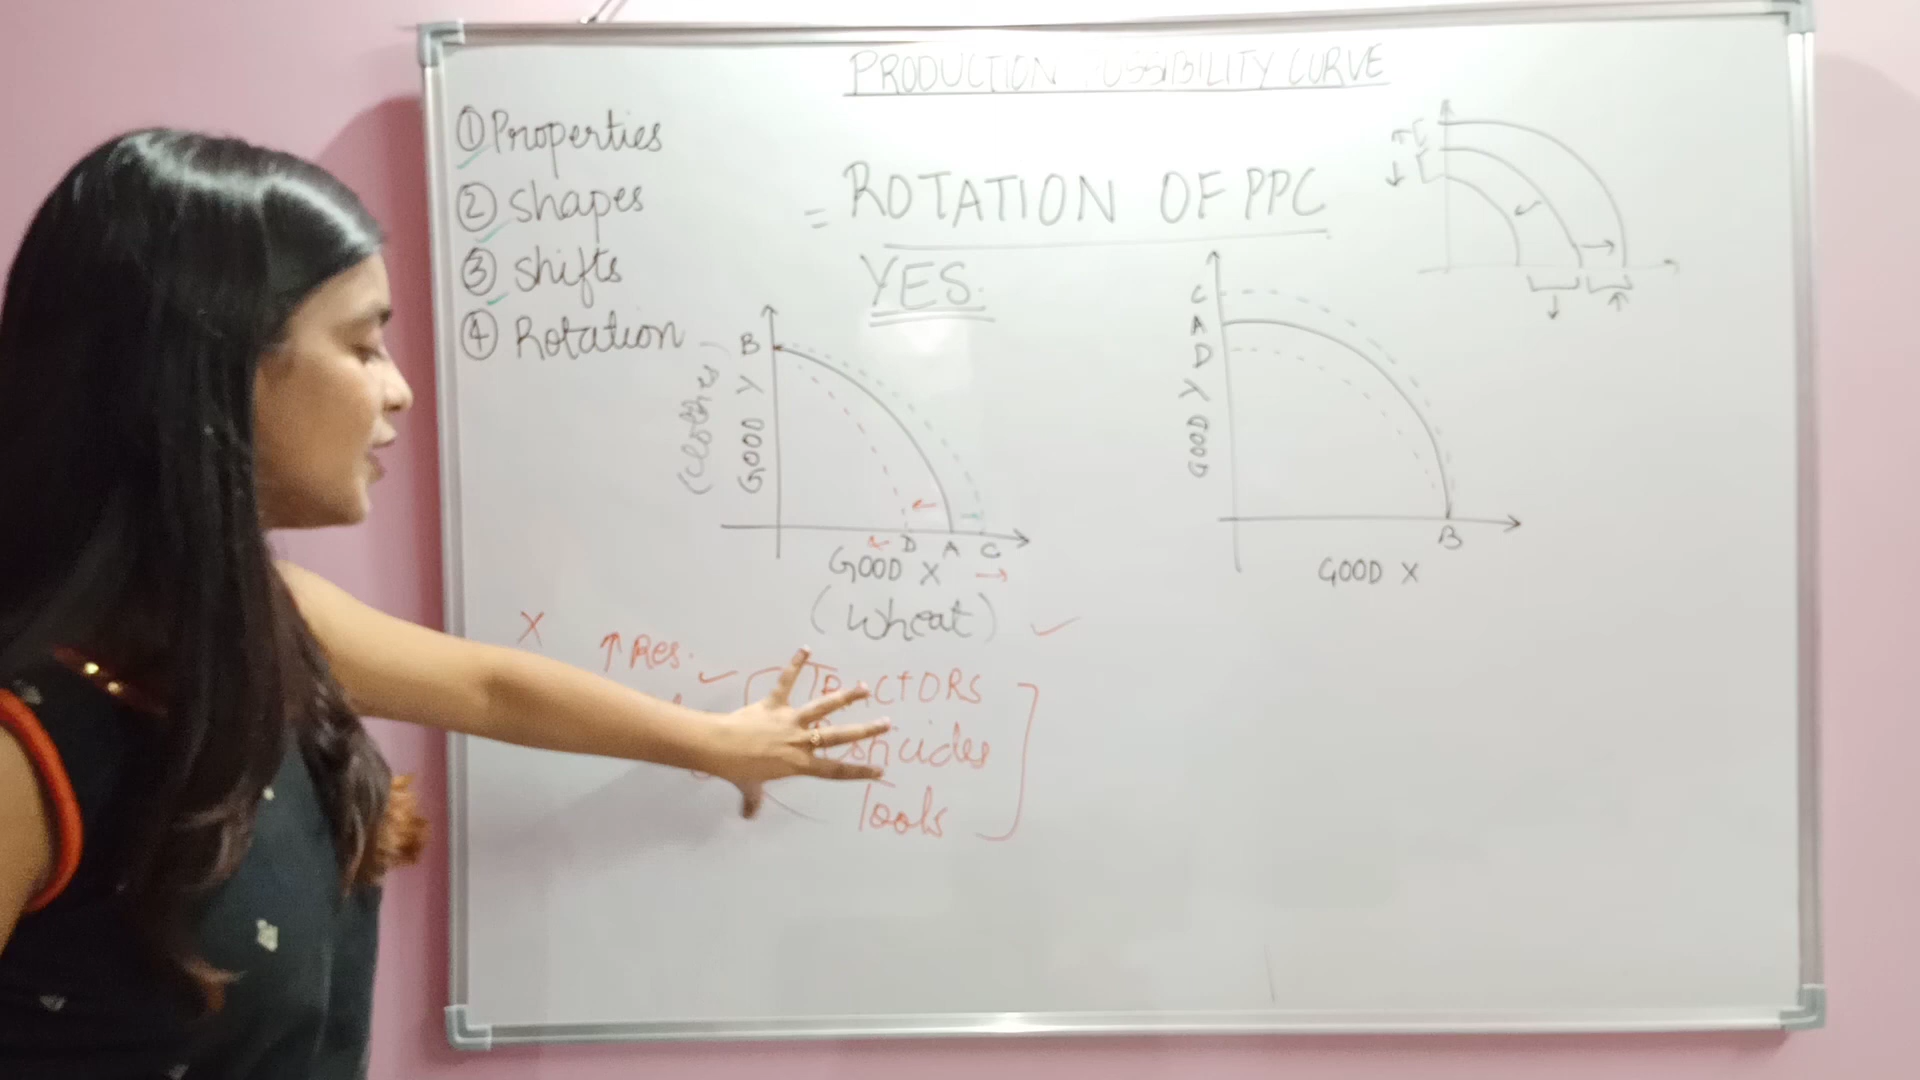 PRODUCTION POSSIBILITY CURVE
① Properties
② Shapes
③ Shifts
④ Rotation
= ROTATION OF PPC
YES.
B
GOOD Y
(Clothes)
D A C
GOOD X
(Wheat)
C
A
D
GOOD Y
B
GOOD X
X
↑ Res.
TRACTORS
Tools